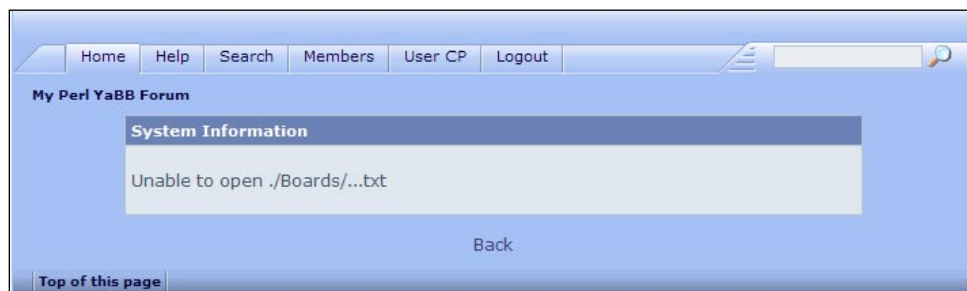 Home Help Search Members User CP Logout
My Perl YaBB Forum
System Information
Unable to open ./Boards/...txt
Back
Top of this page